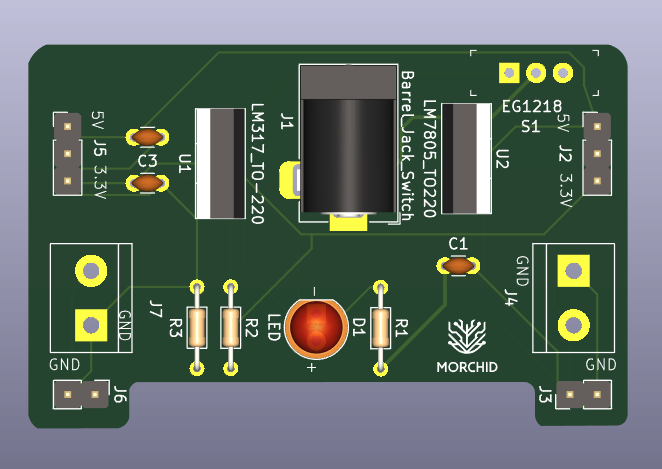 5V
J5
3.3V
C3
U1
LM317_TO-220
J1
Barrel_Jack_Switch
LM7805_TO220
U2
EG1218
S1
5V
J2
3.3V
C1
GND
J4
J7
GND
R3
R2
LED
D1
R1
-
+
MORCHID
GND
GND
J6
J3